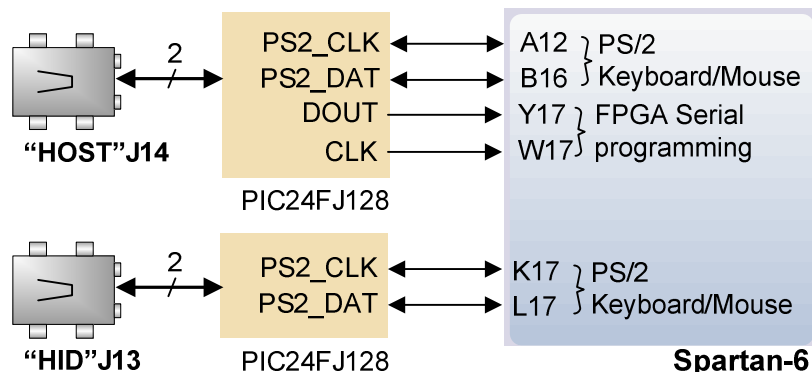 2 PS2_CLK A12 PS/2
PS2_DAT B16 Keyboard/Mouse
DOUT Y17 FPGA Serial
"HOST"J14 CLK W17 programming
PIC24FJ128
2 PS2_CLK K17 PS/2
PS2_DAT L17 Keyboard/Mouse
"HID"J13 PIC24FJ128 Spartan-6